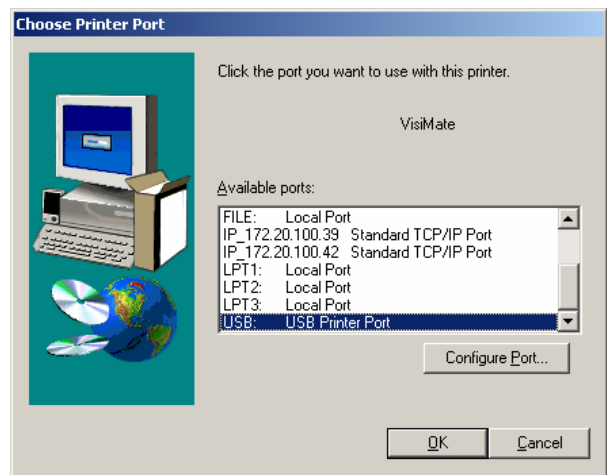 Choose Printer Port
Click the port you want to use with this printer.
VisiMate
Available ports:
FILE: Local Port
IP_172.20.100.39 Standard TCP/IP Port
IP_172.20.100.42 Standard TCP/IP Port
LPT1: Local Port
LPT2: Local Port
LPT3: Local Port
USB: USB Printer Port
Configure Port...
OK Cancel